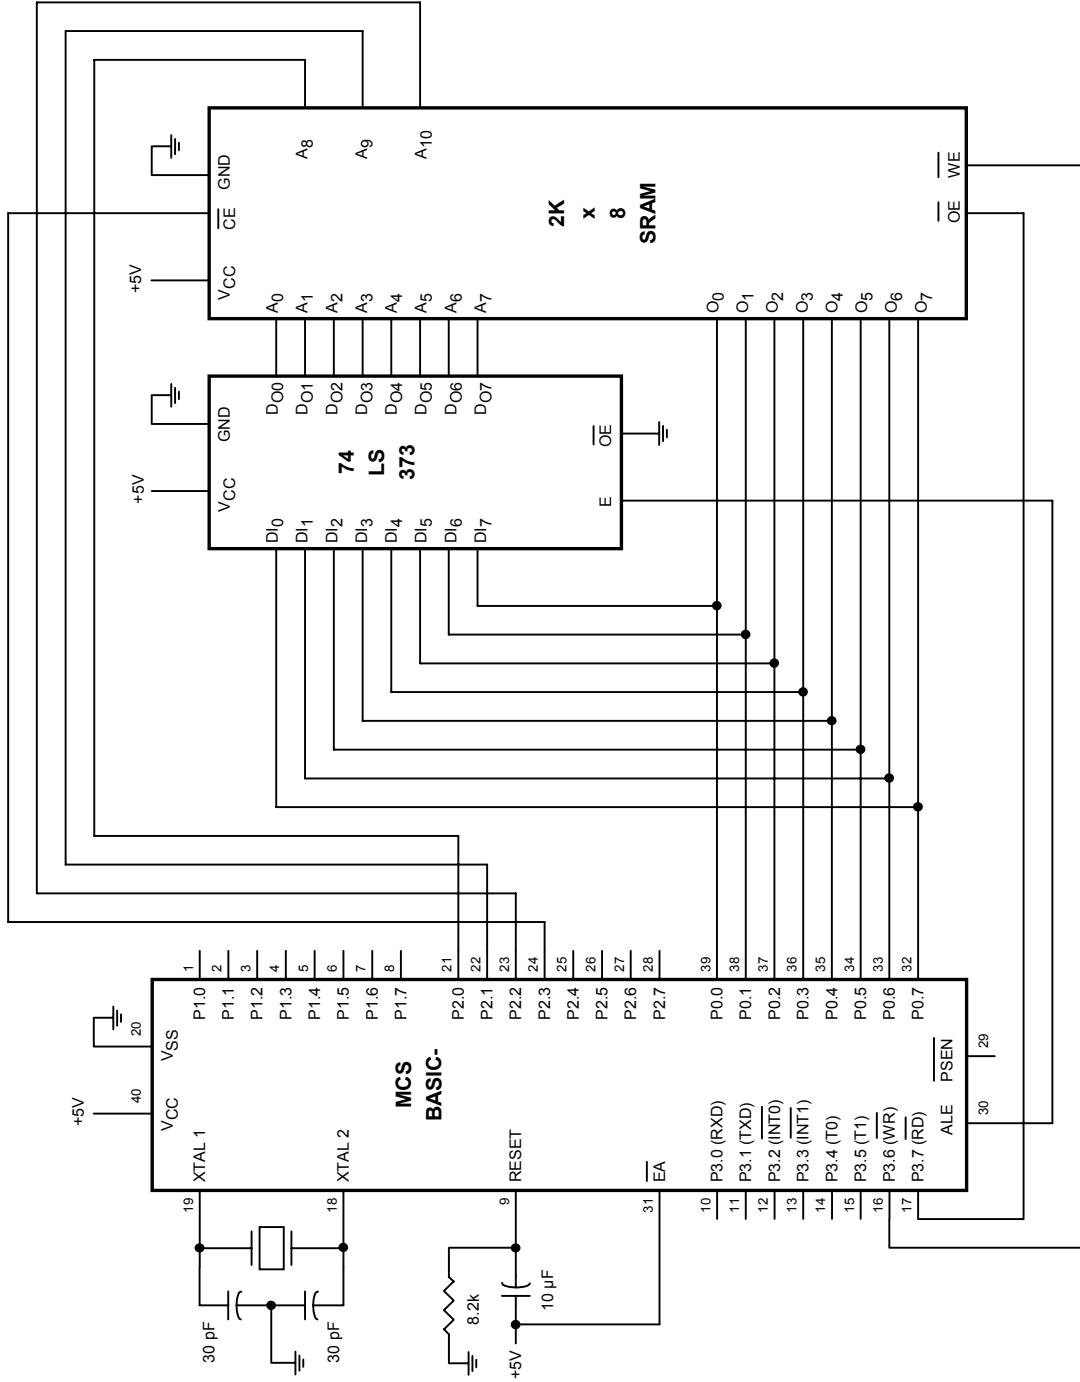 +5V
VCC
CE
GND
A8
A9
A10
2K
x
8
SRAM
A0
A1
A2
A3
A4
A5
A6
A7
O0
O1
O2
O3
O4
O5
O6
O7
OE
WE
+5V
VCC
GND
DO0
DO1
DO2
DO3
DO4
DO5
DO6
DO7
74
LS
373
OE
E
DI0
DI1
DI2
DI3
DI4
DI5
DI6
DI7
1
2
3
4
5
6
7
8
21
22
23
24
25
26
27
28
39
38
37
36
35
34
33
32
P1.0
P1.1
P1.2
P1.3
P1.4
P1.5
P1.6
P1.7
P2.0
P2.1
P2.2
P2.3
P2.4
P2.5
P2.6
P2.7
P0.0
P0.1
P0.2
P0.3
P0.4
P0.5
P0.6
P0.7
20
VSS
+5V
40
VCC
MCS
BASIC-
PSEN
29
ALE
30
XTAL 1
XTAL 2
RESET
EA
P3.0 (RXD)
P3.1 (TXD)
P3.2 (INT0)
P3.3 (INT1)
P3.4 (T0)
P3.5 (T1)
P3.6 (WR)
P3.7 (RD)
19
18
9
31
10
11
12
13
14
15
16
17
30 pF
30 pF
8.2k
10 µF
+5V